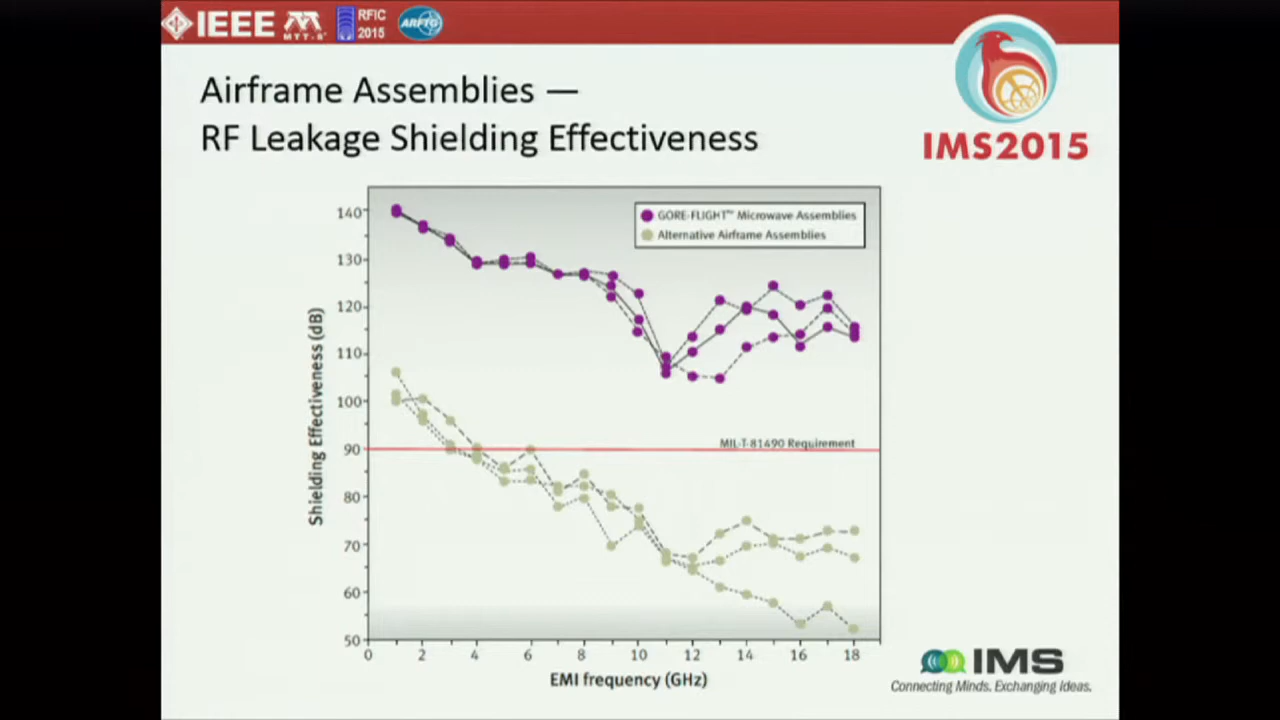 IEEE MTT-S RFIC 2015 ARFTG
Airframe Assemblies —
RF Leakage Shielding Effectiveness
IMS2015
GORE-FLIGHT™ Microwave Assemblies
Alternative Airframe Assemblies
MIL-T-81490 Requirement
Shielding Effectiveness (dB)
140
130
120
110
100
90
80
70
60
50
0 2 4 6 8 10 12 14 16 18
EMI frequency (GHz)
IMS
Connecting Minds. Exchanging Ideas.